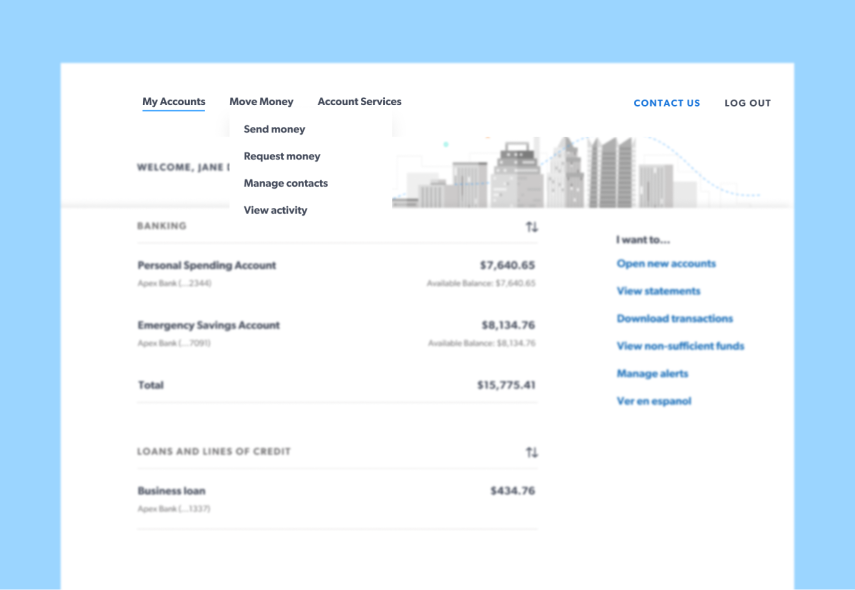 My Accounts Move Money Account Services CONTACT US LOG OUT
Send money
Request money
Manage contacts
View activity
WELCOME, JANE
BANKING
Personal Spending Account $7,640.65
Apex Bank (...2344) Available Balance: $7,640.65
Emergency Savings Account $8,134.76
Apex Bank (...7091) Available Balance: $8,134.76
Total $15,775.41
LOANS AND LINES OF CREDIT
Business loan $434.76
Apex Bank (...1337)
I want to...
Open new accounts
View statements
Download transactions
View non-sufficient funds
Manage alerts
Ver en espanol